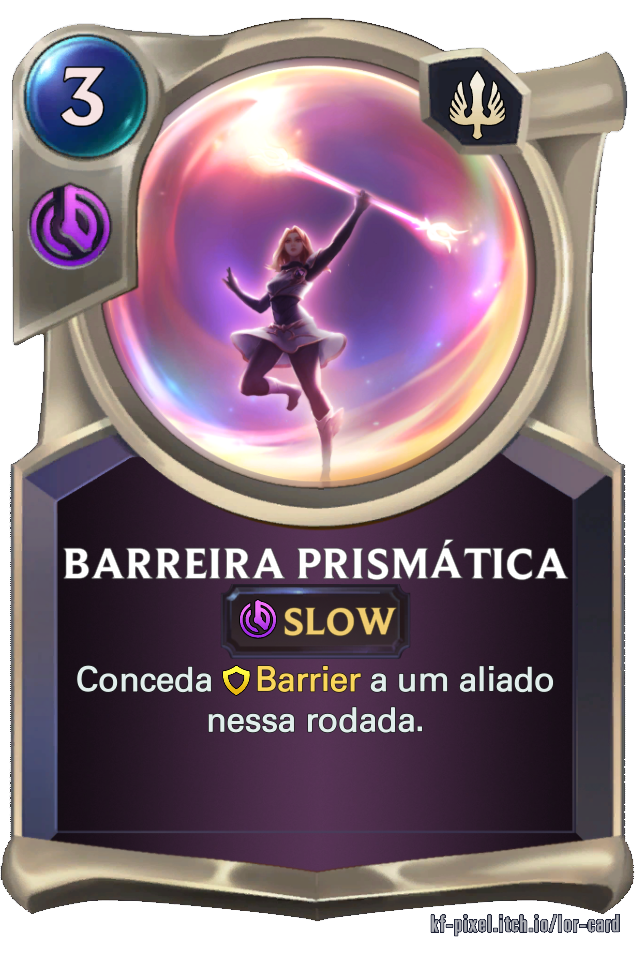 3
BARREIRA PRISMÁTICA
SLOW
Conceda Barrier a um aliado
nessa rodada.
kf-pixel.itch.io/lor-card